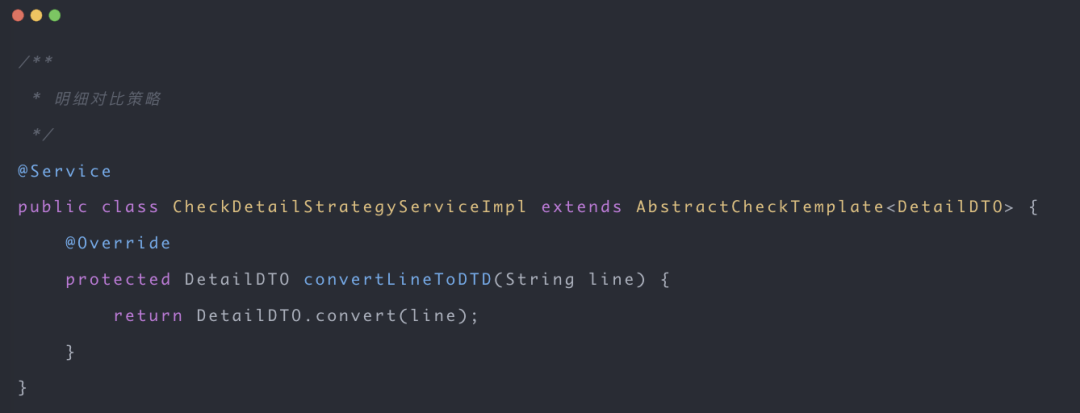 /**
 * 明细对比策略
 */
@Service
public class CheckDetailStrategyServiceImpl extends AbstractCheckTemplate<DetailDTO> {
    @Override
    protected DetailDTO convertLineToDTD(String line) {
        return DetailDTO.convert(line);
    }
}